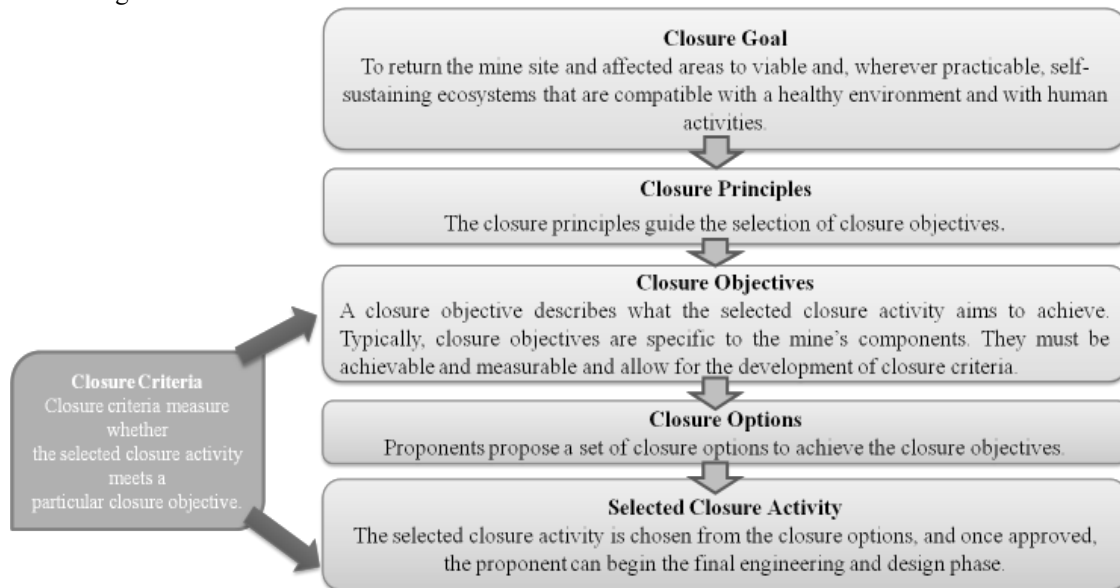 Closure Goal
To return the mine site and affected areas to viable and, wherever practicable, self-
sustaining ecosystems that are compatible with a healthy environment and with human
activities.
Closure Principles
The closure principles guide the selection of closure objectives.
Closure Objectives
A closure objective describes what the selected closure activity aims to achieve.
Typically, closure objectives are specific to the mine's components. They must be
achievable and measurable and allow for the development of closure criteria.
Closure Criteria
Closure criteria measure
whether
the selected closure activity
meets a
particular closure objective.
Closure Options
Proponents propose a set of closure options to achieve the closure objectives.
Selected Closure Activity
The selected closure activity is chosen from the closure options, and once approved,
the proponent can begin the final engineering and design phase.